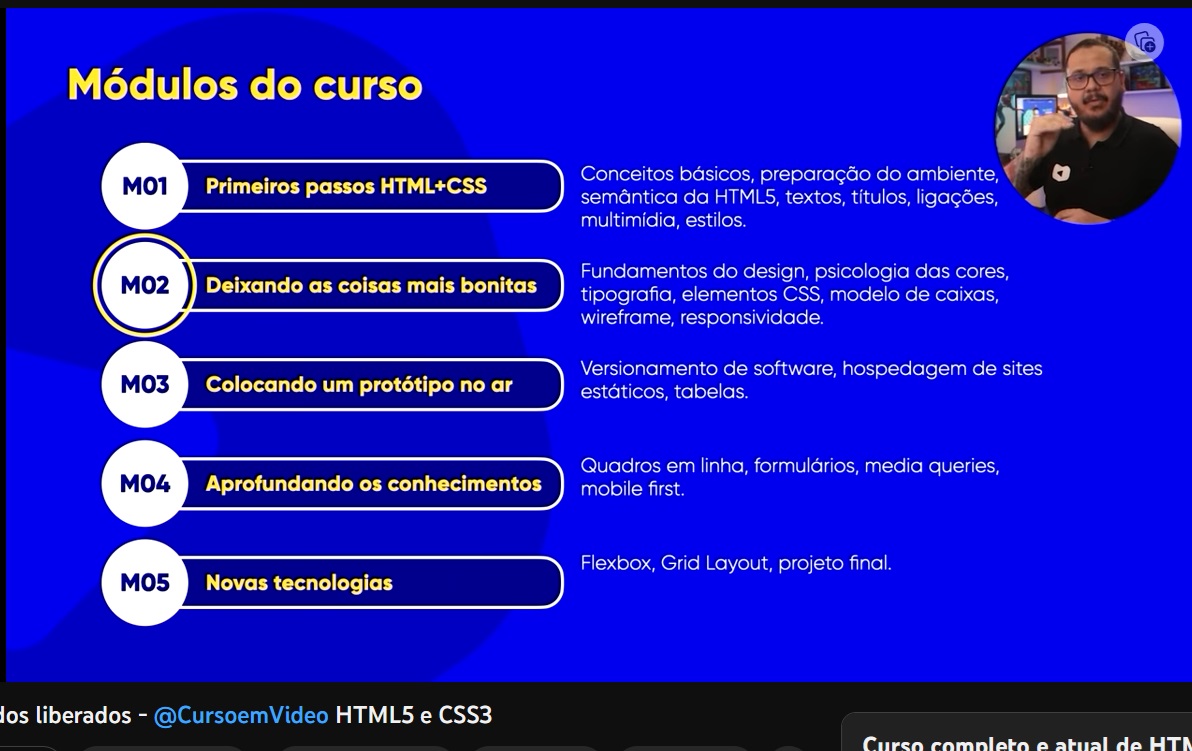 Módulos do curso
M01
Primeiros passos HTML+CSS
Conceitos básicos, preparação do ambiente,
semântica da HTML5, textos, títulos, ligações,
multimídia, estilos.
M02
Deixando as coisas mais bonitas
Fundamentos do design, psicologia das cores,
tipografia, elementos CSS, modelo de caixas,
wireframe, responsividade.
M03
Colocando um protótipo no ar
Versionamento de software, hospedagem de sites
estáticos, tabelas.
M04
Aprofundando os conhecimentos
Quadros em linha, formulários, media queries,
mobile first.
M05
Novas tecnologias
Flexbox, Grid Layout, projeto final.
dos liberados - @CursoemVideo HTML5 e CSS3
Curso completo e atual de HTM